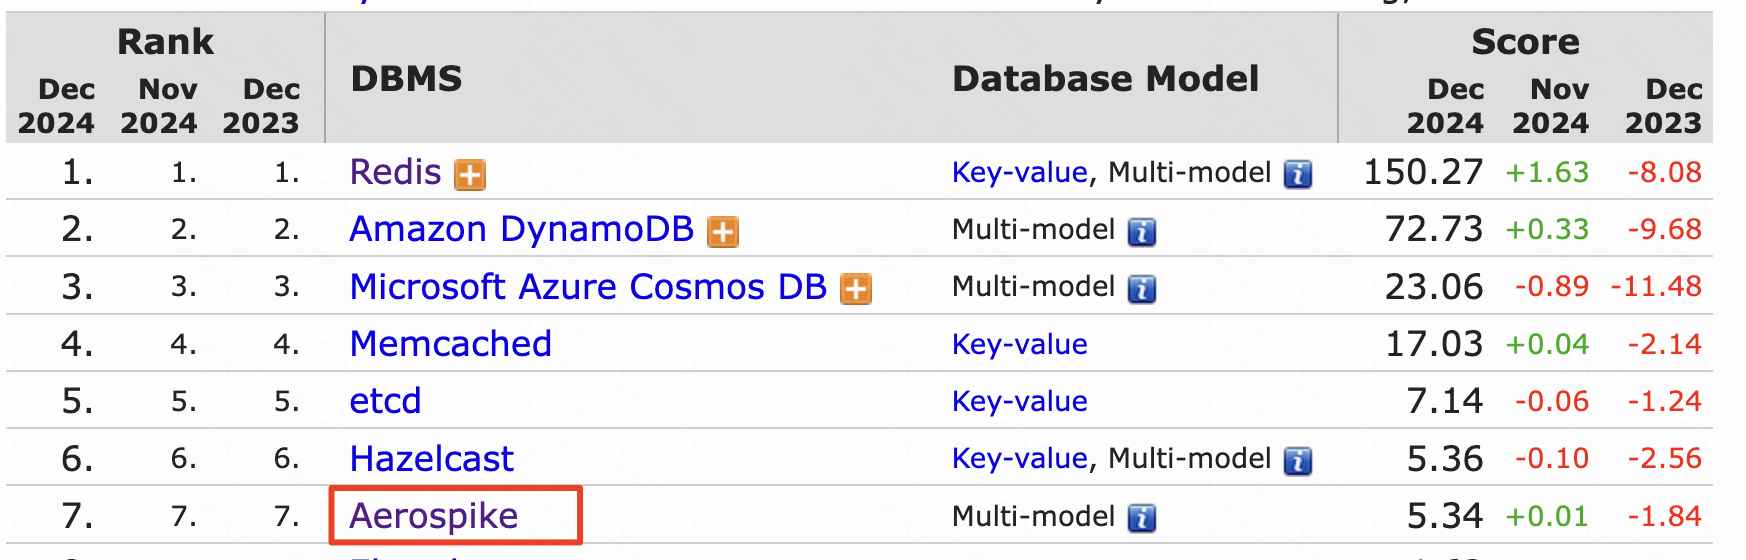 Rank DBMS Database Model Score
Dec 2024 Nov 2024 Dec 2023 Dec 2024 Nov 2024 Dec 2023
1. 1. 1. Redis Key-value, Multi-model 150.27 +1.63 -8.08
2. 2. 2. Amazon DynamoDB Multi-model 72.73 +0.33 -9.68
3. 3. 3. Microsoft Azure Cosmos DB Multi-model 23.06 -0.89 -11.48
4. 4. 4. Memcached Key-value 17.03 +0.04 -2.14
5. 5. 5. etcd Key-value 7.14 -0.06 -1.24
6. 6. 6. Hazelcast Key-value, Multi-model 5.36 -0.10 -2.56
7. 7. 7. Aerospike Multi-model 5.34 +0.01 -1.84